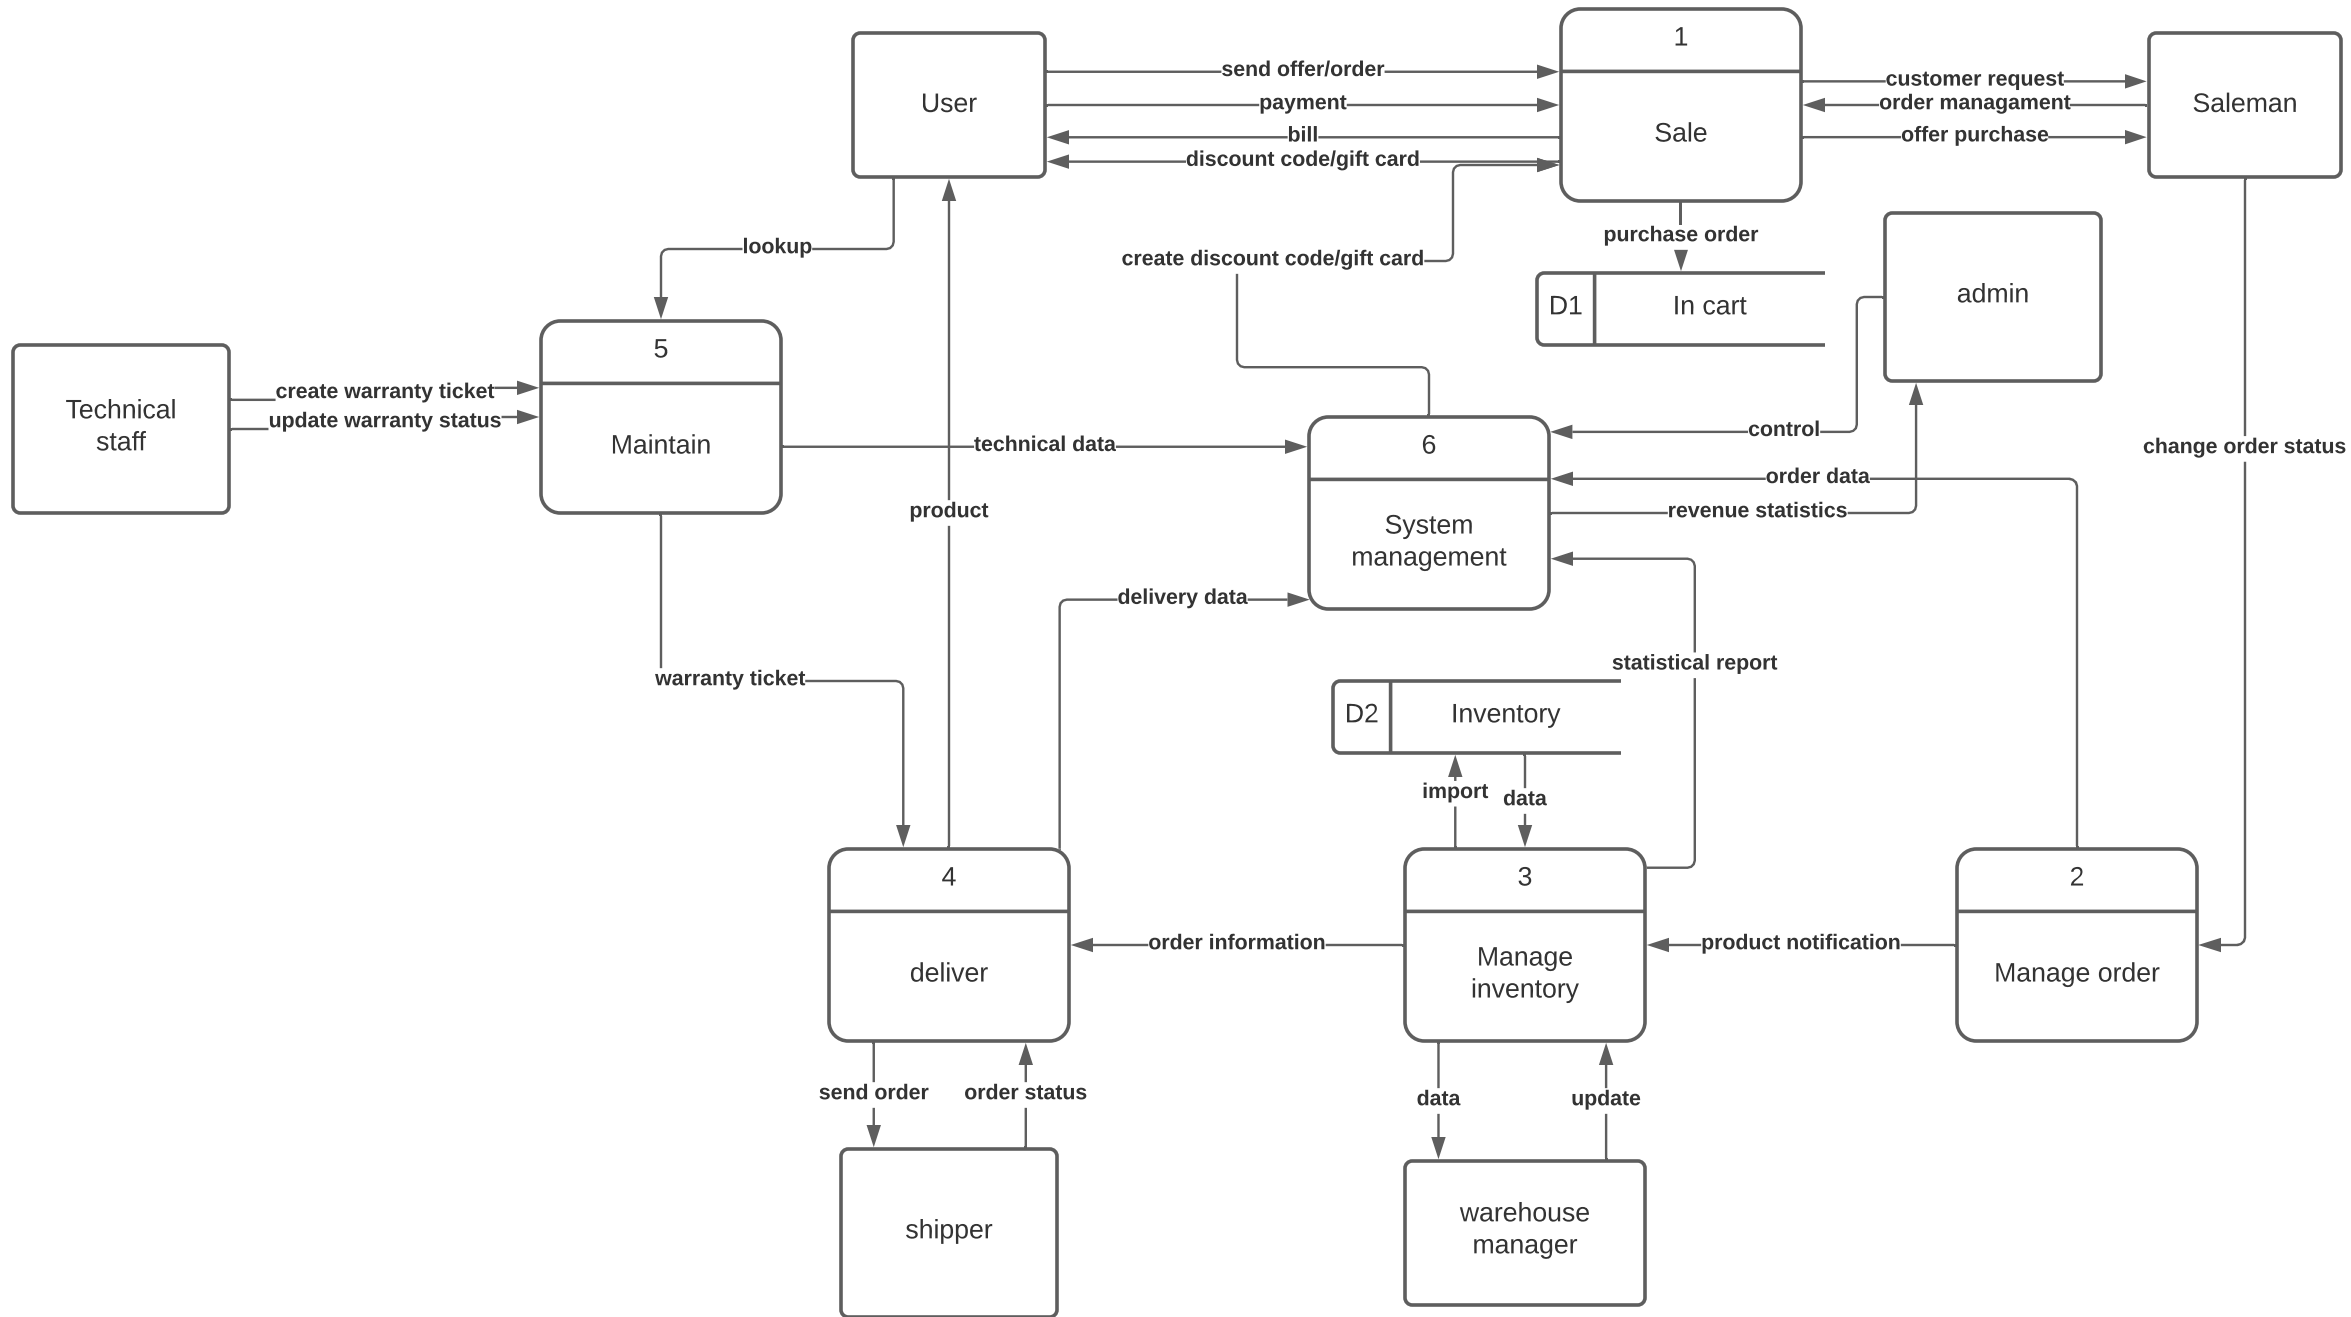 1
User
send offer/order
payment
bill
discount code/gift card
Sale
customer request
order managament
offer purchase
Saleman
lookup
create discount code/gift card
purchase order
D1
In cart
admin
5
Technical
staff
create warranty ticket
update warranty status
Maintain
technical data
6
System
management
control
order data
revenue statistics
change order status
product
delivery data
statistical report
warranty ticket
D2
Inventory
import
data
4
deliver
order information
3
Manage
inventory
product notification
2
Manage order
send order
order status
data
update
shipper
warehouse
manager